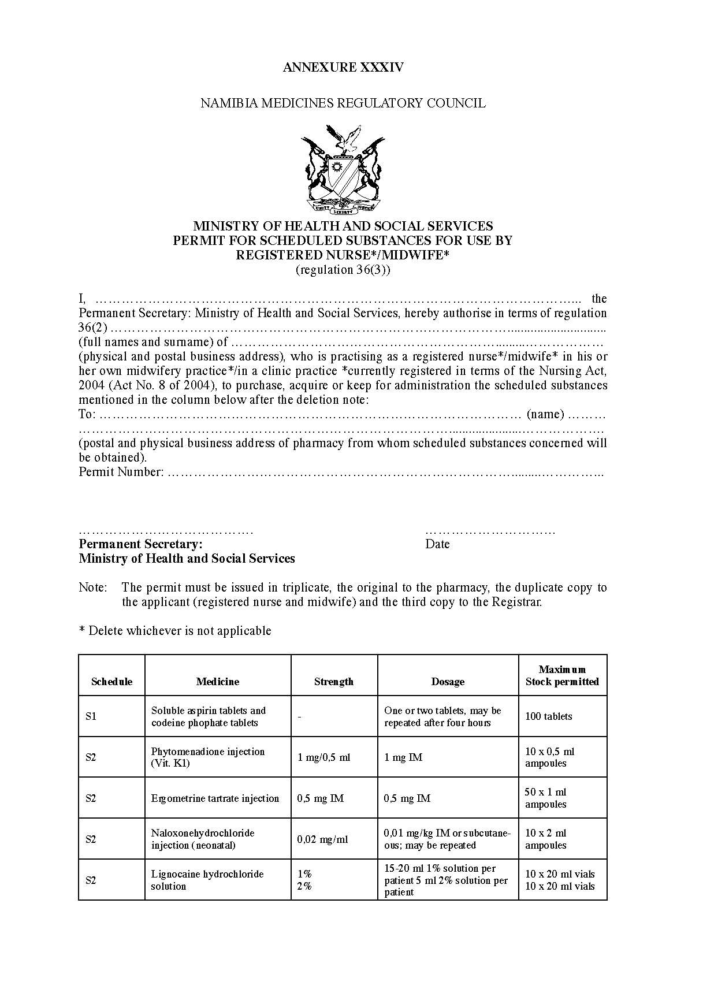 ANNEXURE XXXIV
NAMIBIA MEDICINES REGULATORY COUNCIL
UNITY LIBERTY JUSTICE
MINISTRY OF HEALTH AND SOCIAL SERVICES
PERMIT FOR SCHEDULED SUBSTANCES FOR USE BY
REGISTERED NURSE*/MIDWIFE*
(regulation 36(3))
I, ……………………………………………………………………………………………….. the
Permanent Secretary: Ministry of Health and Social Services, hereby authorise in terms of regulation
36(2) ……………………………………………………………………………...............................
(full names and surname) of ……………………………………………………...........………………
(physical and postal business address), who is practising as a registered nurse*/midwife* in his or
her own midwifery practice*/in a clinic practice *currently registered in terms of the Nursing Act,
2004 (Act No. 8 of 2004), to purchase, acquire or keep for administration the scheduled substances
mentioned in the column below after the deletion note:
To: …………………………………………………………………………………… (name) ………
…………………………………………………………………………......................……………….
(postal and physical business address of pharmacy from whom scheduled substances concerned will
be obtained).
Permit Number: ……………………………………………………………………..........…………..
…………………………………. …………………………
Permanent Secretary: Date
Ministry of Health and Social Services
Note: The permit must be issued in triplicate, the original to the pharmacy, the duplicate copy to
the applicant (registered nurse and midwife) and the third copy to the Registrar.
* Delete whichever is not applicable
Schedule Medicine Strength Dosage Maximum
Stock permitted
S1 Soluble aspirin tablets and
codeine phophate tablets - One or two tablets, may be
repeated after four hours 100 tablets
S2 Phytomenadione injection
(Vit. K1) 1 mg/0,5 ml 1 mg IM 10 x 0,5 ml
ampoules
S2 Ergometrine tartrate injection 0,5 mg IM 0,5 mg IM 50 x 1 ml
ampoules
S2 Naloxonehydrochloride
injection (neonatal) 0,02 mg/ml 0,01 mg/kg IM or subcutane-
ous; may be repeated 10 x 2 ml
ampoules
S2 Lignocaine hydrochloride
solution 1%
2% 15-20 ml 1% solution per
patient 5 ml 2% solution per
patient 10 x 20 ml vials
10 x 20 ml vials